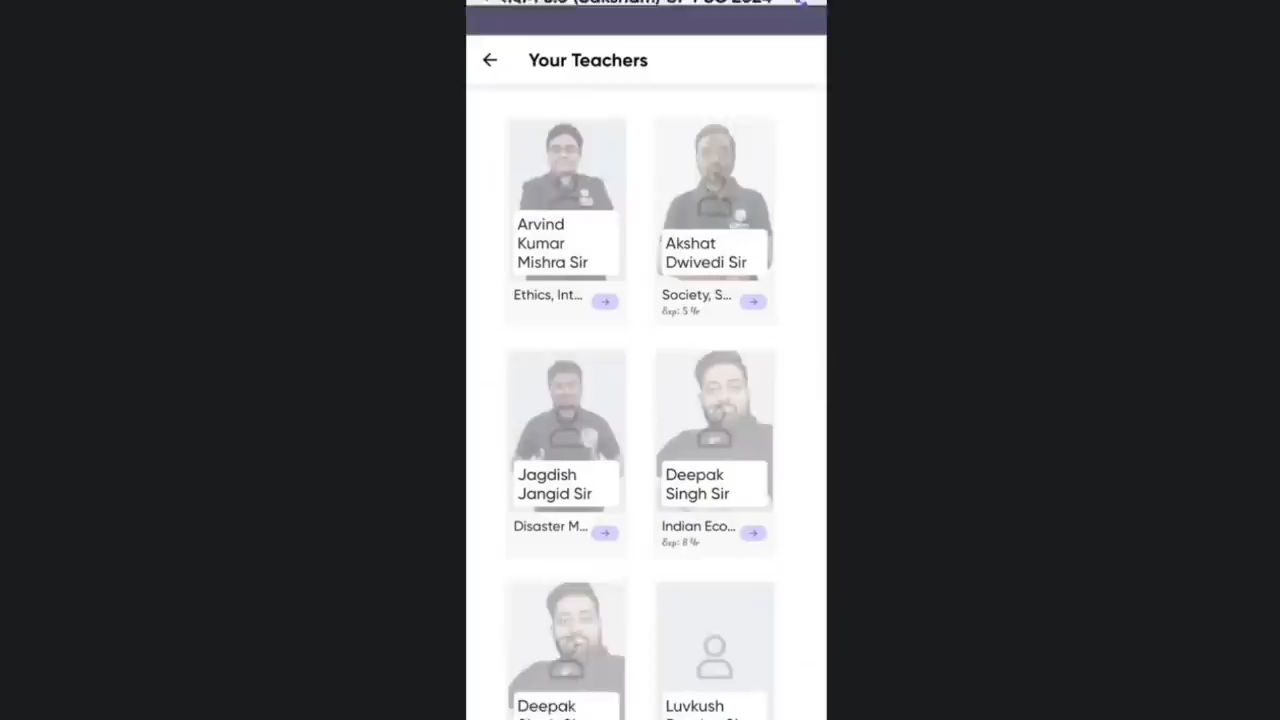 Your Teachers
Arvind
Kumar
Mishra Sir
Akshat
Dwivedi Sir
Ethics, Int...
Society, S...
Exp: 5 Yr
Jagdish
Jangid Sir
Deepak
Singh Sir
Disaster M...
Indian Eco...
Exp: 8 Yr
Deepak
Luvkush